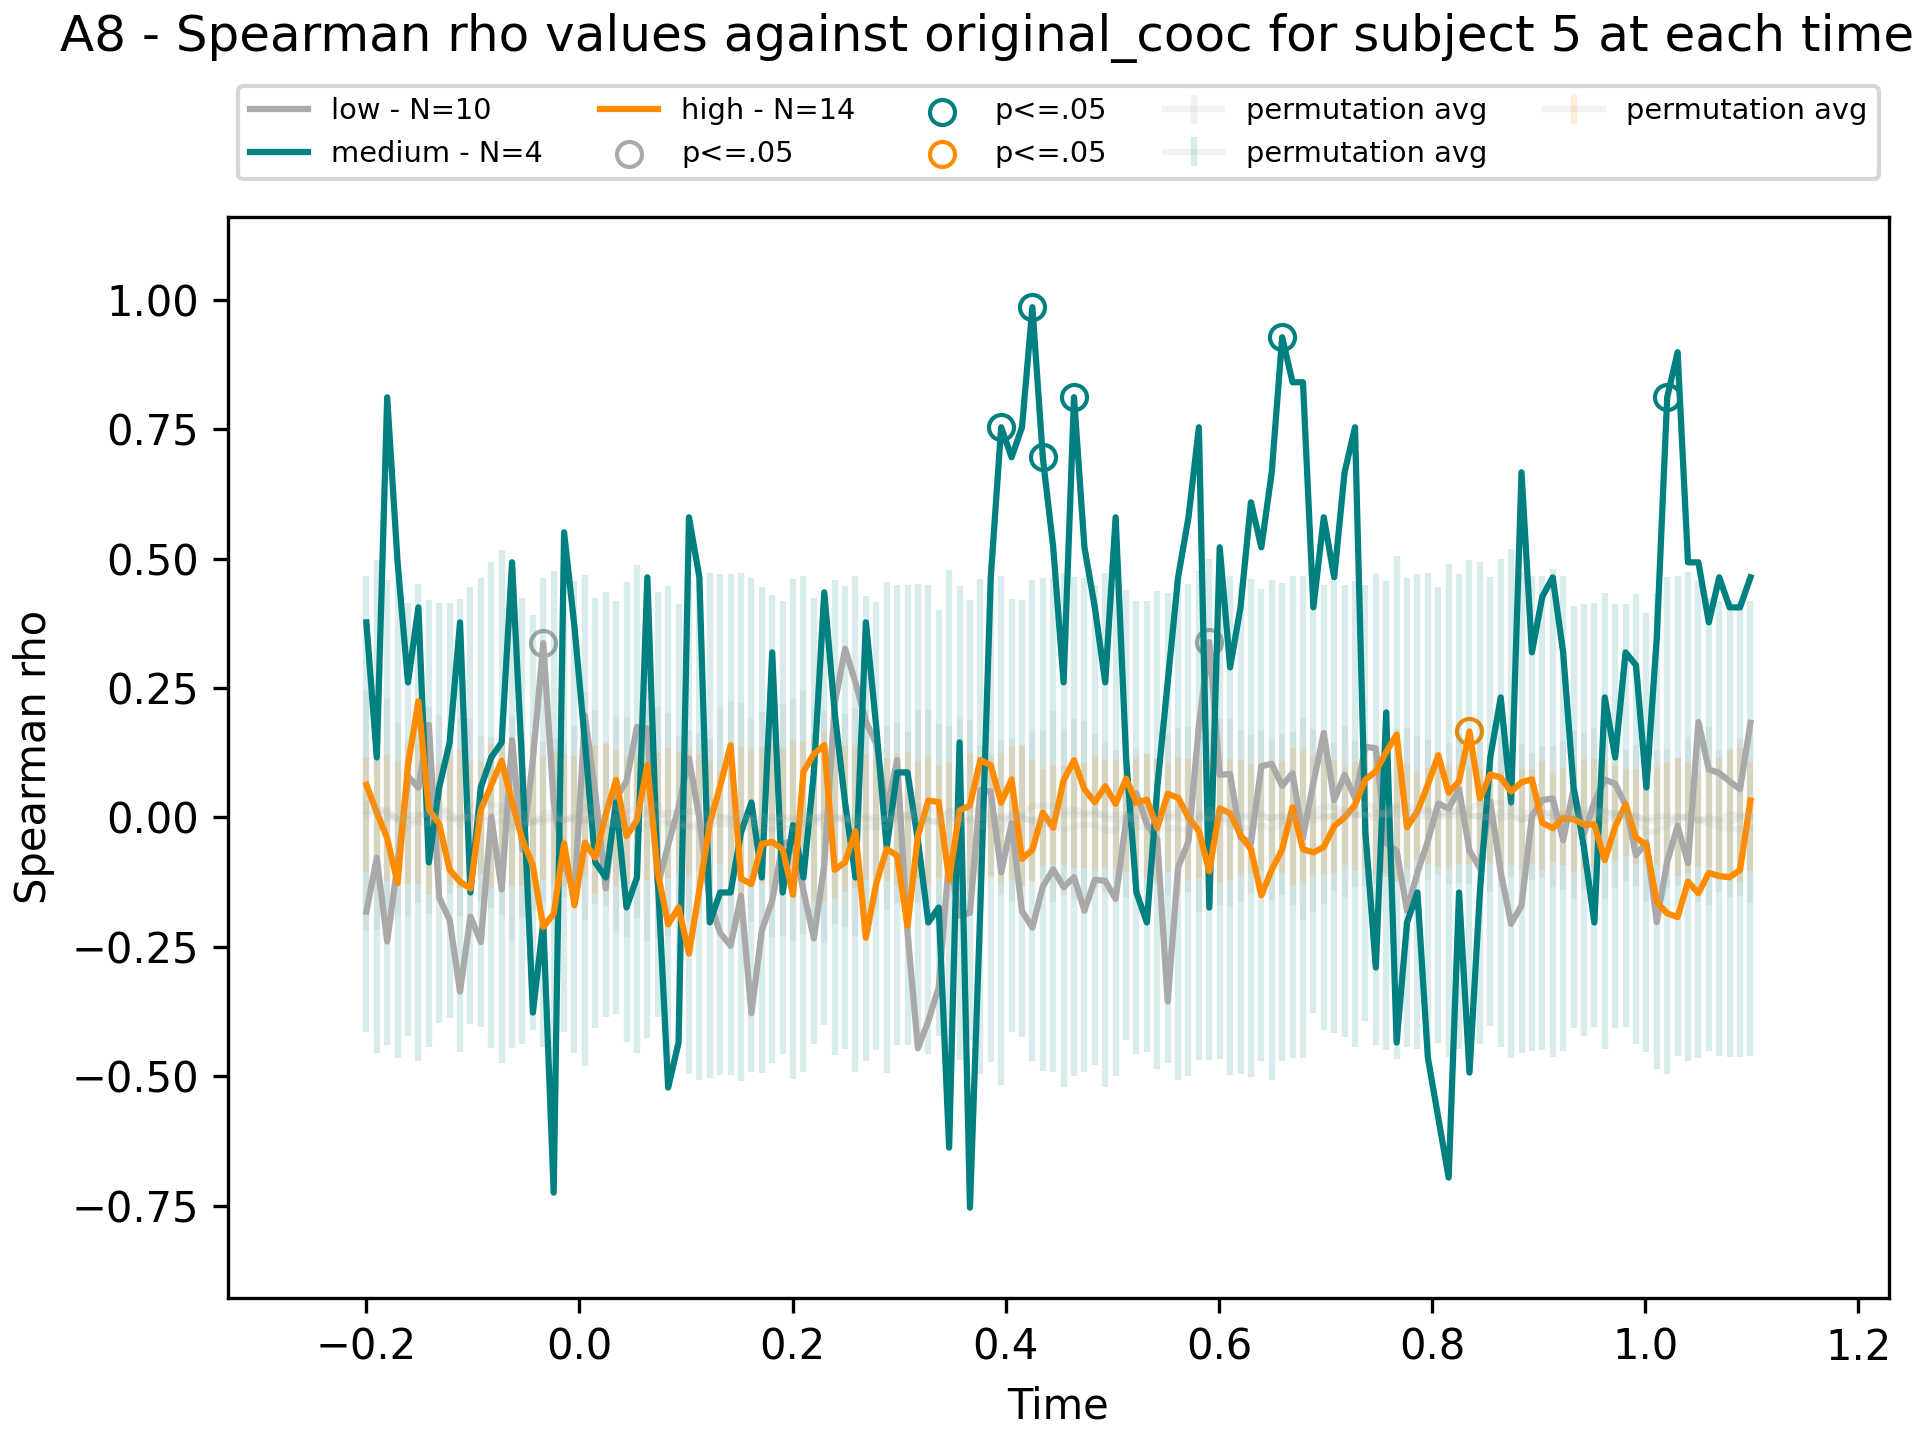 A8 - Spearman rho values against original_cooc for subject 5 at each time
low - N=10
medium - N=4
high - N=14
p<=.05
p<=.05
p<=.05
permutation avg
permutation avg
permutation avg
Spearman rho
1.00
0.75
0.50
0.25
0.00
−0.25
−0.50
−0.75
−0.2
0.0
0.2
0.4
0.6
0.8
1.0
1.2
Time